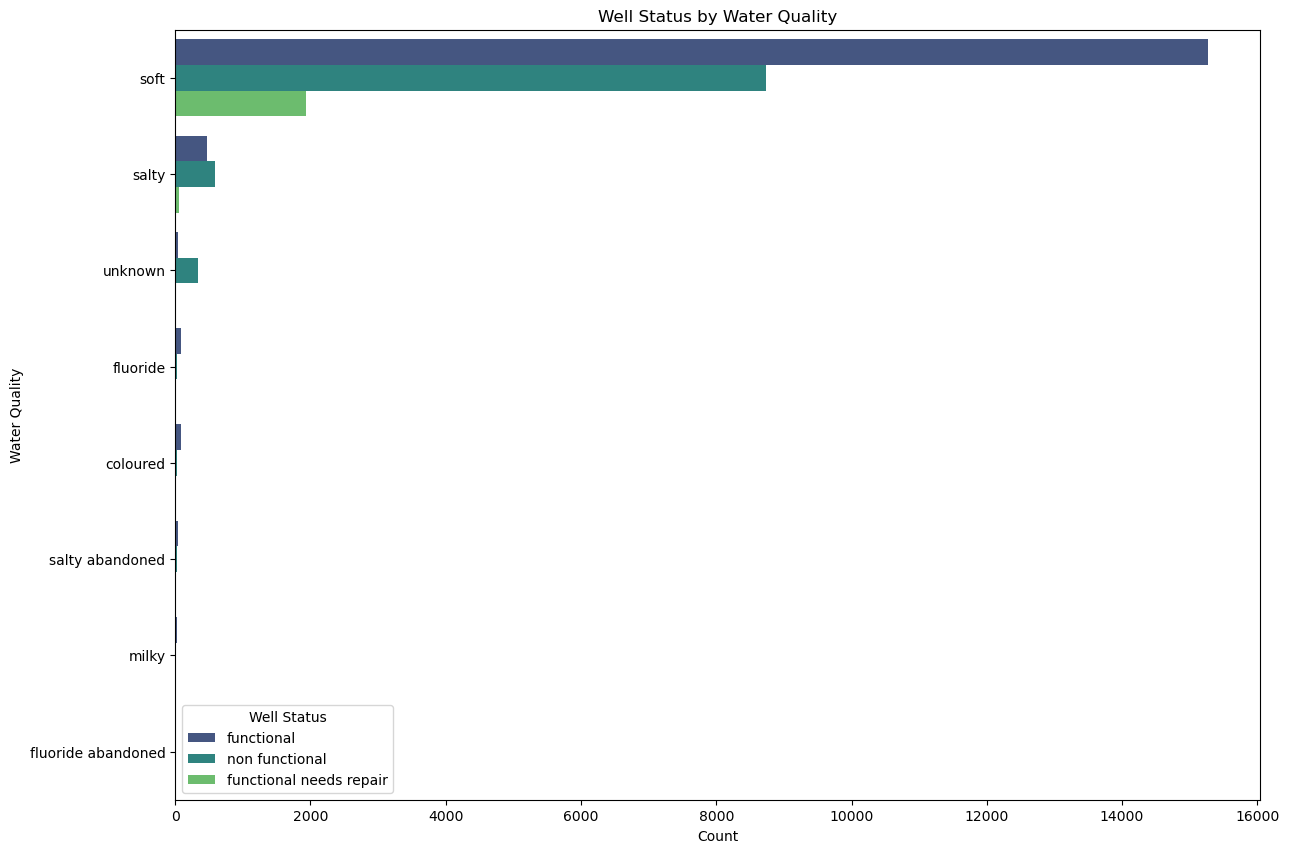 Well Status by Water Quality
Water Quality
soft
salty
unknown
fluoride
coloured
salty abandoned
milky
fluoride abandoned
Well Status
functional
non functional
functional needs repair
0 2000 4000 6000 8000 10000 12000 14000 16000
Count